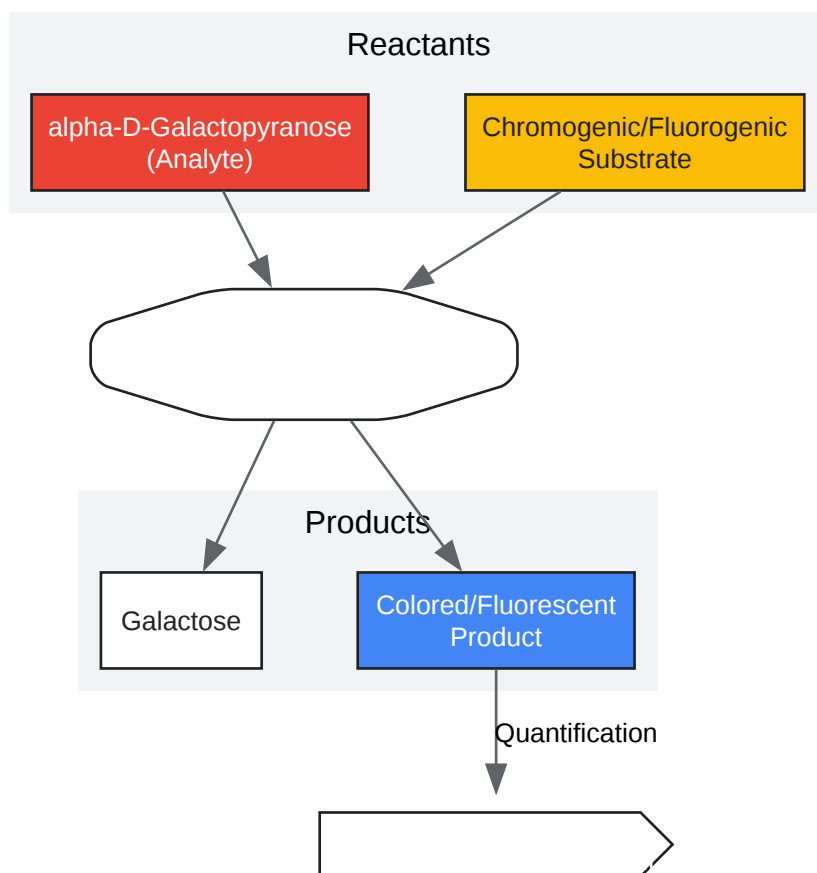 Reactants
alpha-D-Galactopyranose
(Analyte)
Chromogenic/Fluorogenic
Substrate
Products
Galactose
Colored/Fluorescent
Product
Quantification